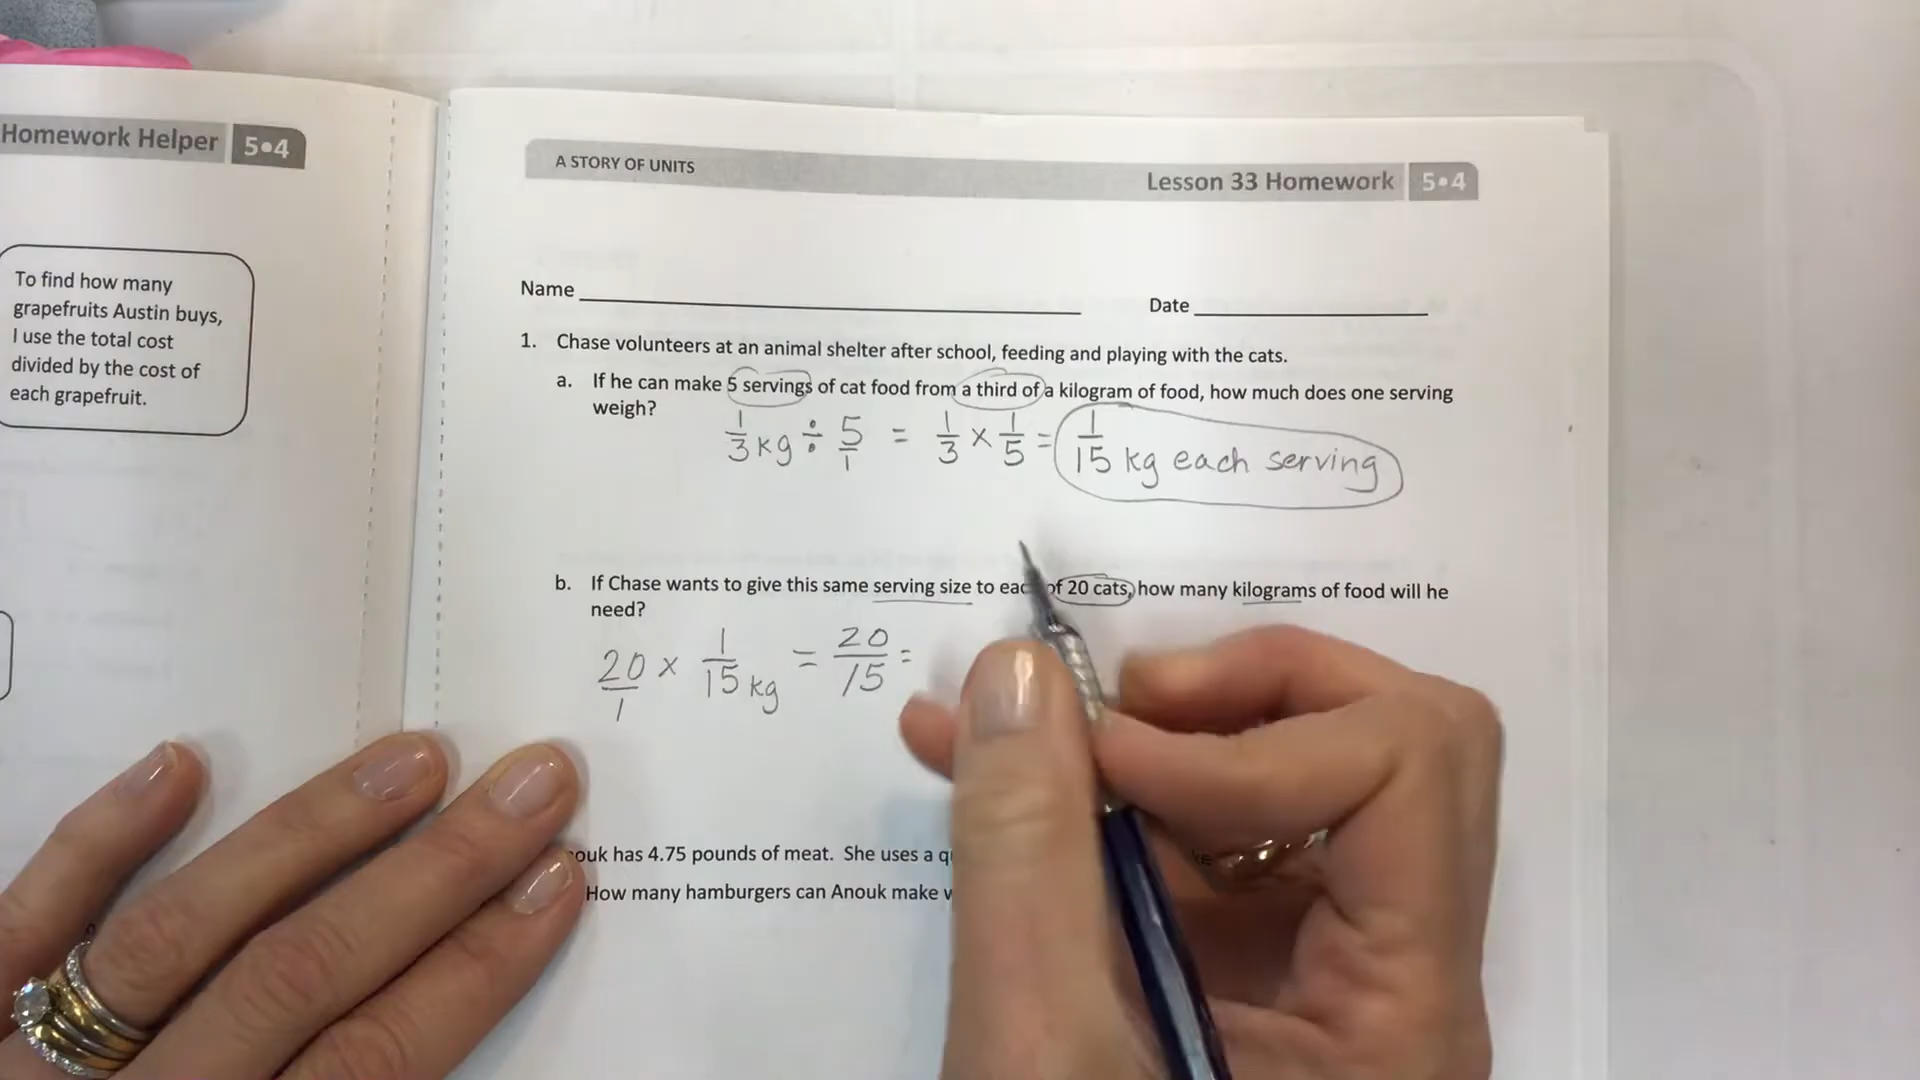 Homework Helper 5•4
To find how many
grapefruits Austin buys,
I use the total cost
divided by the cost of
each grapefruit.
A STORY OF UNITS
Lesson 33 Homework 5•4
Name
Date
1. Chase volunteers at an animal shelter after school, feeding and playing with the cats.
a. If he can make 5 servings of cat food from a third of a kilogram of food, how much does one serving
weigh?
1/3 kg ÷ 5/1 = 1/3 × 1/5 = 1/15 kg each serving
b. If Chase wants to give this same serving size to of 20 cats, how many kilograms of food will he
need?
20/1 × 1/15 kg = 20/15 =
has 4.75 pounds of meat. She uses a
How many hamburgers can Anouk make